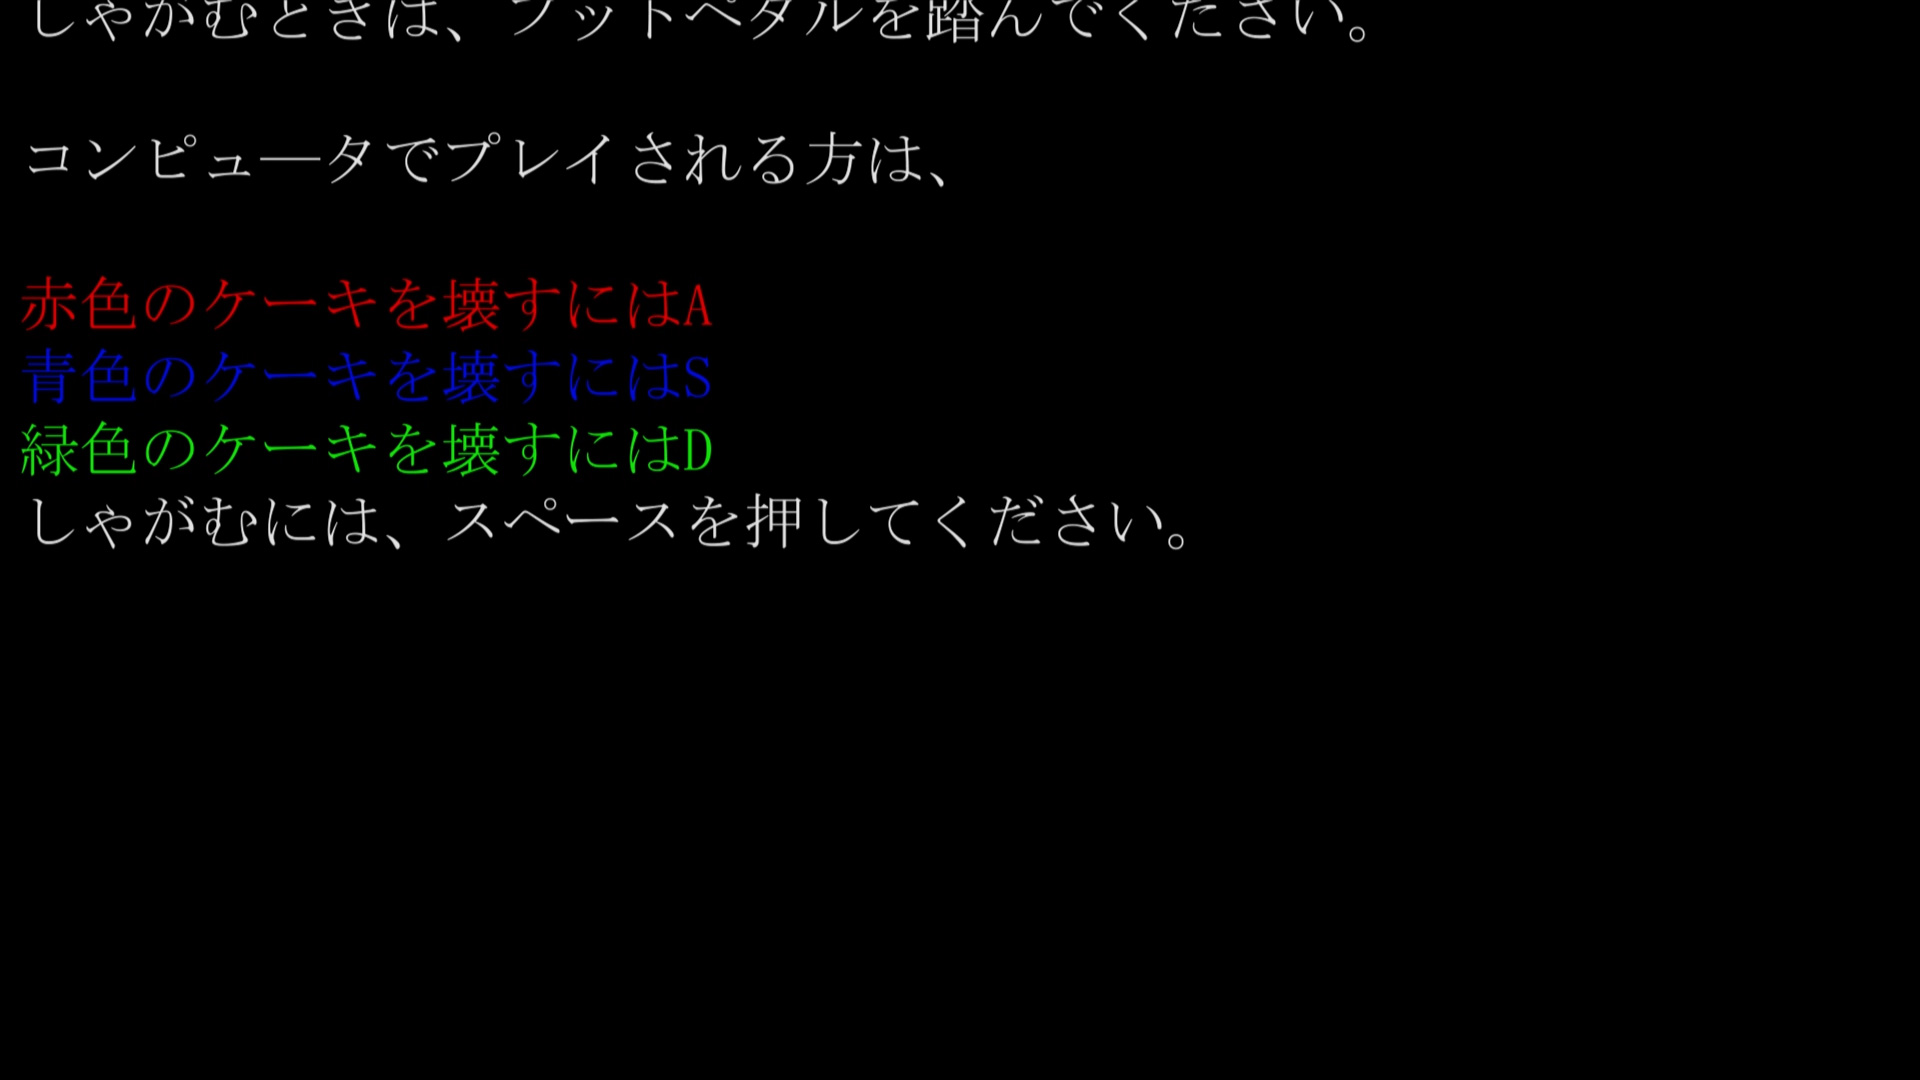 しゃがむときは、フットペダルを踏んでください。
コンピュ―タでプレイされる方は、
赤色のケーキを壊すにはA
青色のケーキを壊すにはS
緑色のケーキを壊すにはD
しゃがむには、スペースを押してください。